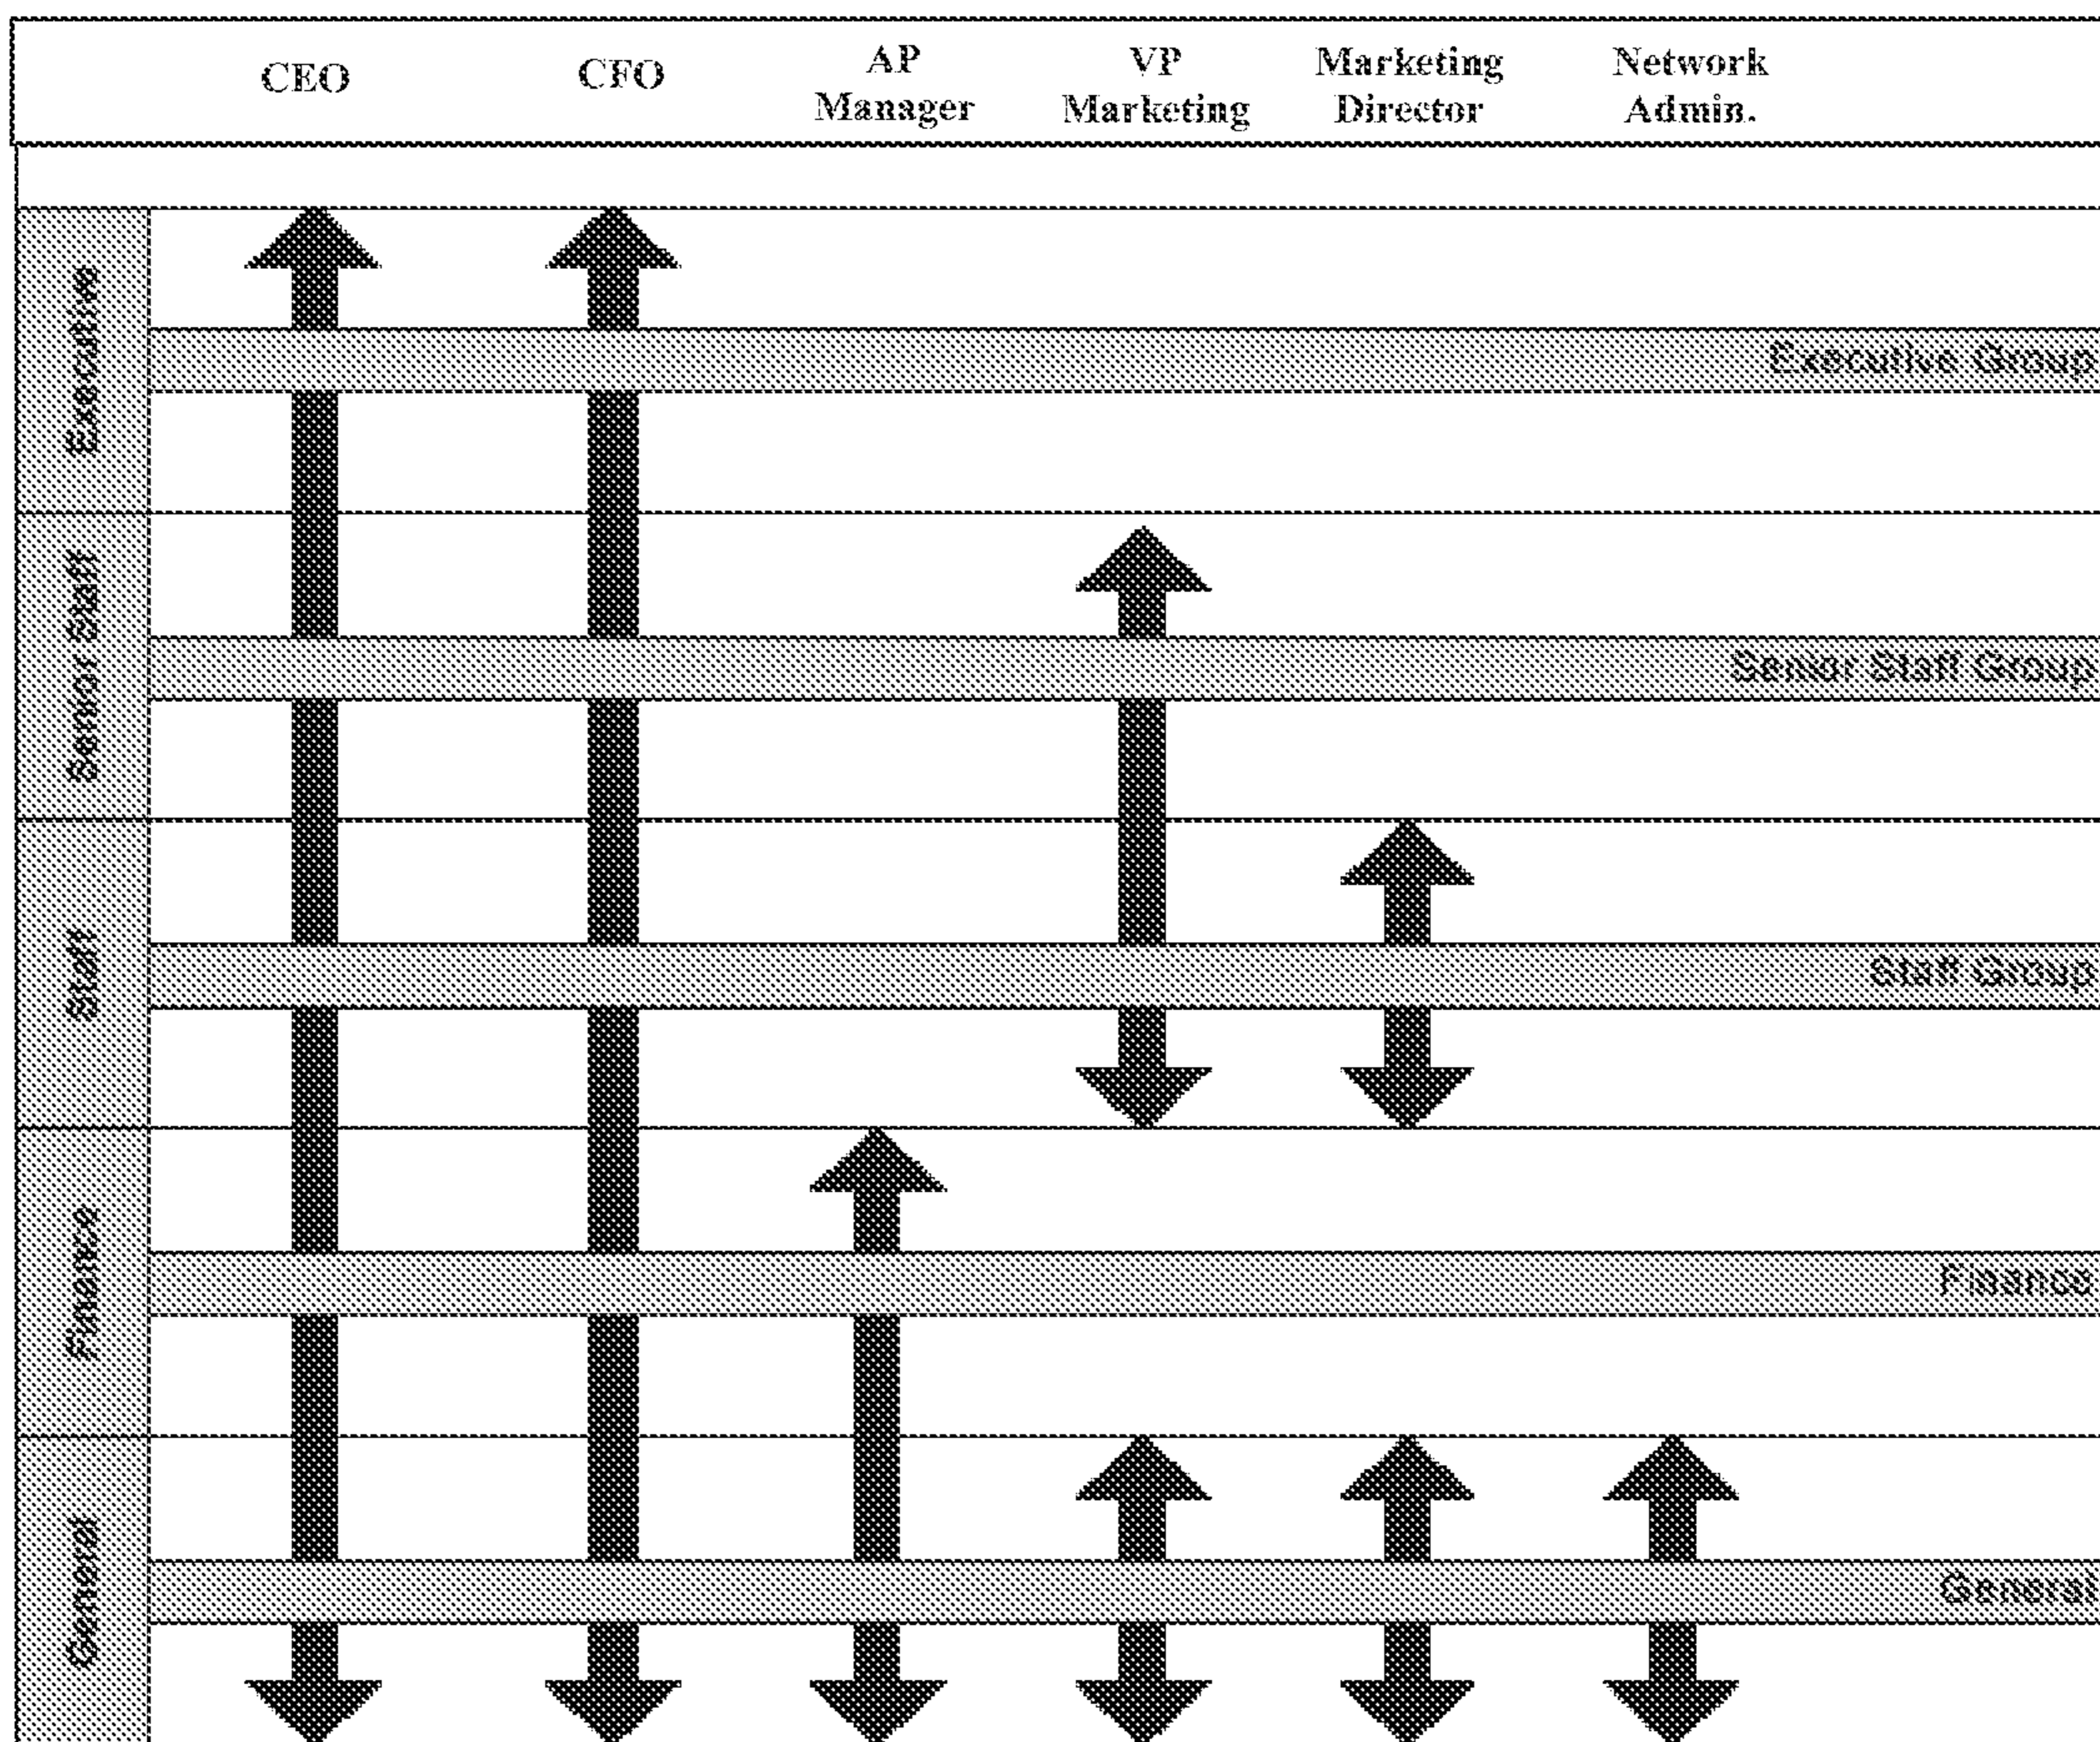 CEO
CFO
AP
Manager
VP
Marketing
Marketing
Director
Network
Admin.
Executive
Executive Group
Senior Staff
Senior Staff Group
Staff
Staff Group
Finance
Finance
General
General